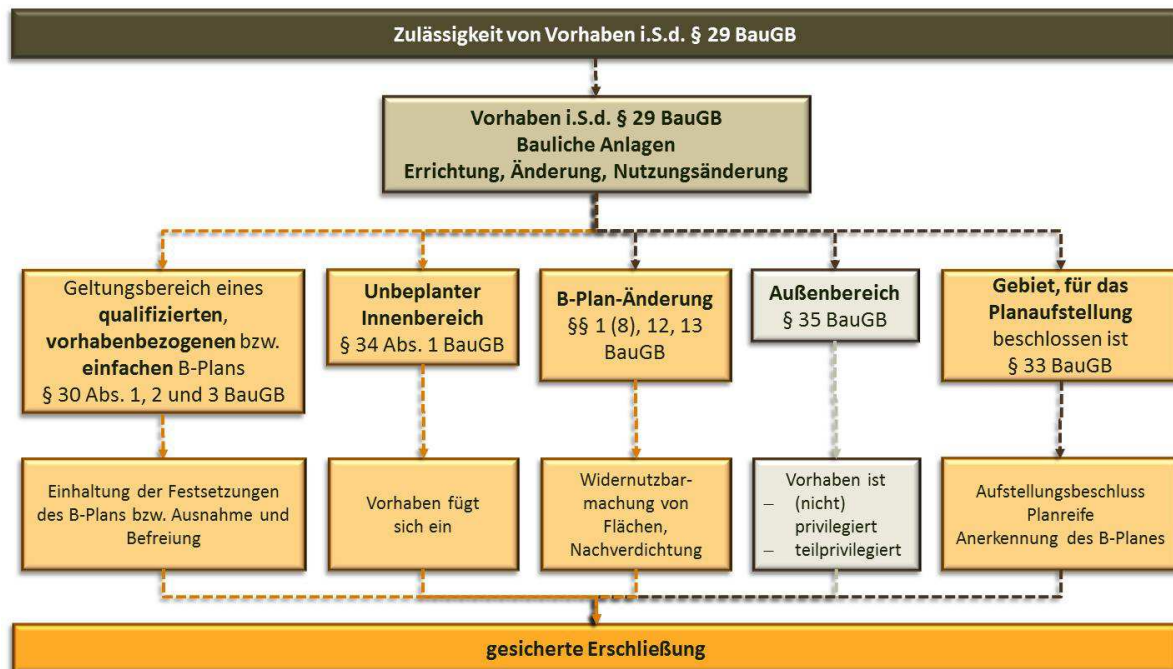 Zulässigkeit von Vorhaben i.S.d. § 29 BauGB
Vorhaben i.S.d. § 29 BauGB
Bauliche Anlagen
Errichtung, Änderung, Nutzungsänderung
Geltungsbereich eines
qualifizierten,
vorhabenbezogenen bzw.
einfachen B-Plans
§ 30 Abs. 1, 2 und 3 BauGB
Unbeplanter
Innenbereich
§ 34 Abs. 1 BauGB
B-Plan-Änderung
§§ 1 (8), 12, 13
BauGB
Außenbereich
§ 35 BauGB
Gebiet, für das
Planaufstellung
beschlossen ist
§ 33 BauGB
Einhaltung der Festsetzungen
des B-Plans bzw. Ausnahme und
Befreiung
Vorhaben fügt
sich ein
Widernutzbar-
machung von
Flächen,
Nachverdichtung
Vorhaben ist
– (nicht)
privilegiert
– teilprivilegiert
Aufstellungsbeschluss
Planreife
Anerkennung des B-Planes
gesicherte Erschließung